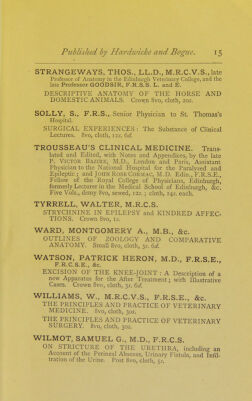 Published by Hardwicke and Bogue. 15
STRANGEWAYS, THOS., LL.D., M.R.C.V.S., late
Professor of Anatomy in the Edinburgh Veterinary College, and the
late Professor GOODSIR, F.R.S.S. L. and E.
DESCRIPTIVE ANATOMY OF THE HORSE AND
DOMESTIC ANIMALS. Crown 8vo, cloth, 20s.
SOLLY, S., F.R.S., Senior Physician to St. Thomas's
Hospital.
SURGICAL EXPERIENCES: The Substance of Clinical
Lectures. 8vo, cloth, 12s. 6d.
TROUSSEAU'S CLINICAL MEDICINE. Trans-
lated and Edited, with Notes and Appendices, by the late
P. VICTOR BAZIRE, M.D., London and Paris, Assistant
Physician to the National Hospital for the Paralysed and
Epileptic; and JOHN ROSE CORMAC, M.D. Edin., F.R.S.E.,
Fellow of the Royal College of Physicians, Edinburgh,
formerly Lecturer in the Medical School of Edinburgh, &c.
Five Vols., demy 8vo, sewed, 12s.; cloth, 14s. each.
TYRRELL, WALTER, M.R.C.S.
STRYCHNINE IN EPILEPSY and KINDRED AFFEC-
TIONS. Crown 8vo, 1s.
WARD, MONTGOMERY A., M.B., &c.
OUTLINES OF ZOOLOGY AND COMPARATIVE
ANATOMY. Small 8vo, cloth, 3s. 6d.
WATSON, PATRICK HERON, M.D., F.R.S.E.,
F.R.C.S.E., &c.
EXCISION OF THE KNEE-JOINT: A Description of a
new Apparatus for the After Treatment; with Illustrative
Cases. Crown 8vo, cloth, 3s. 6d.
WILLIAMS, W., M.R.C.V.S., F.R.S.E., &c.
THE PRINCIPLES AND PRACTICE OF VETERINARY
MEDICINE. 8vo, cloth, 30s.
THE PRINCIPLES AND PRACTICE OF VETERINARY
SURGERY. 8vo, cloth, 30s.
WILMOT, SAMUEL G., M.D., F.R.C.S.
ON STRICTURE OF THE URETHRA, including an
Account of the Perineal Abscess, Urinary Fistula, and Infil-
tration of the Urine. Post 8vo, cloth, 5s.